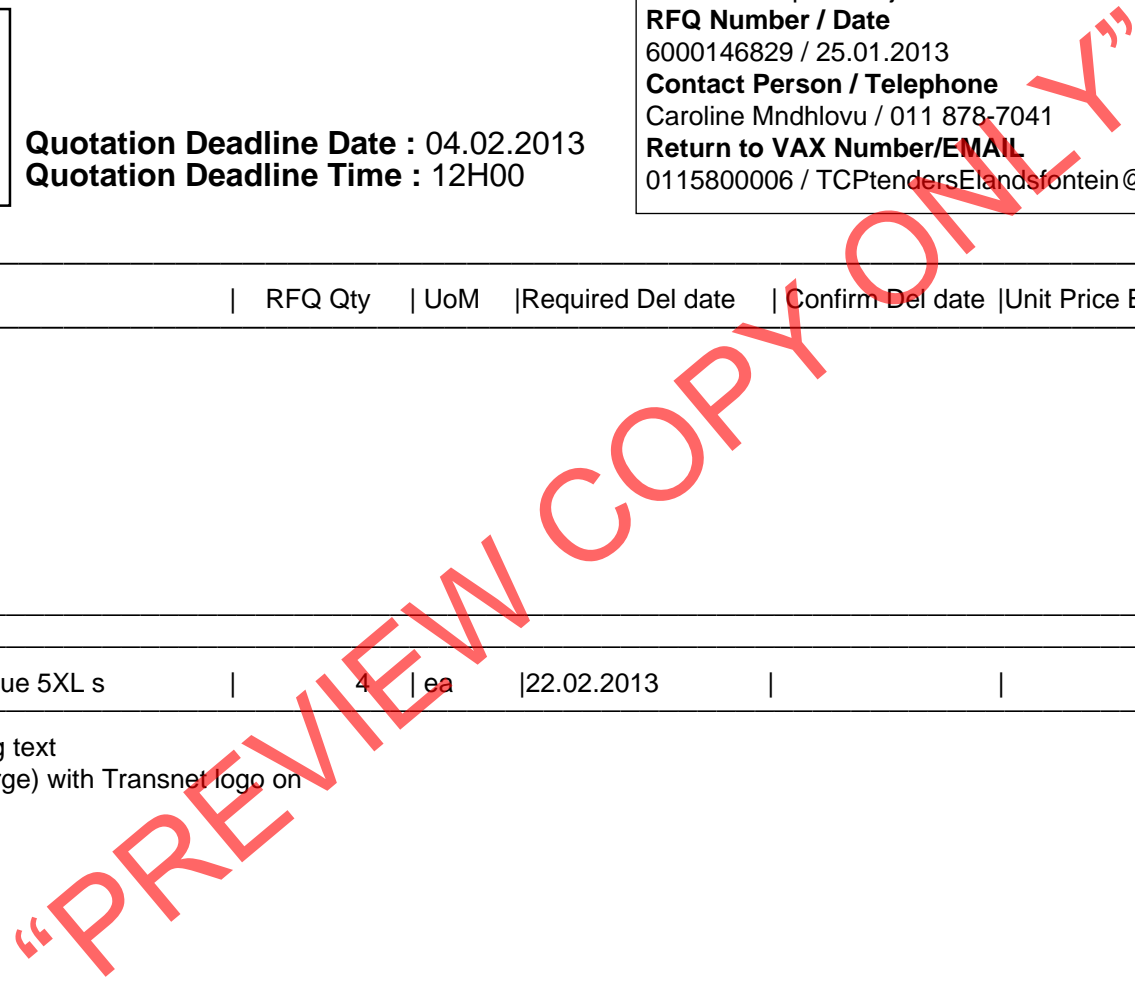 RFQ Number / Date
6000146829 / 25.01.2013
Contact Person / Telephone
Caroline Mndhlovu / 011 878-7041
Return to VAX Number/EMAIL
0115800006 / TCPtendersElandsfontein@
Quotation Deadline Date : 04.02.2013
Quotation Deadline Time : 12H00
| RFQ Qty | UoM |Required Del date | Confirm Del date |Unit Price E
ue 5XL s | 4 | ea |22.02.2013 | |
g text
rge) with Transnet logo on
“PREVIEW COPY ONLY”